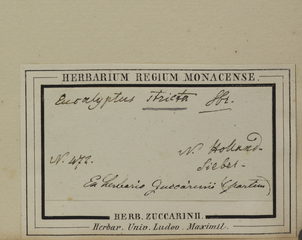 HERBARIUM REGIUM MONACENSE.
Eucalyptus stricta Sbr.
N. 472.
N. Holland.
Sieber.
Ex herbario Zuccarinii (partim)
HERB. ZUCCARINII.
Herbar. Univ. Ludov. Maximil.